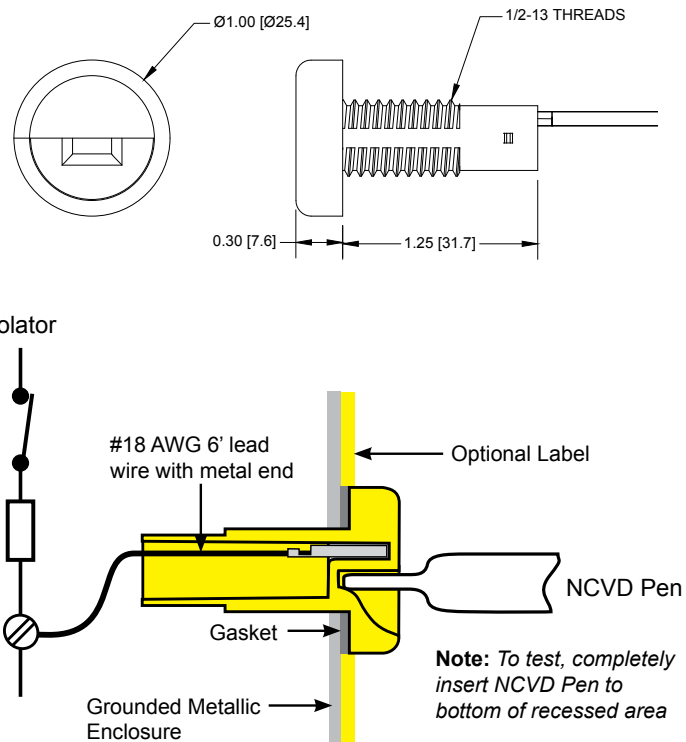 Ø1.00 [Ø25.4]
1/2-13 THREADS
0.30 [7.6]
1.25 [31.7]
olator
#18 AWG 6’ lead
wire with metal end
Optional Label
NCVD Pen
Gasket
Note: To test, completely
insert NCVD Pen to
bottom of recessed area
Grounded Metallic
Enclosure